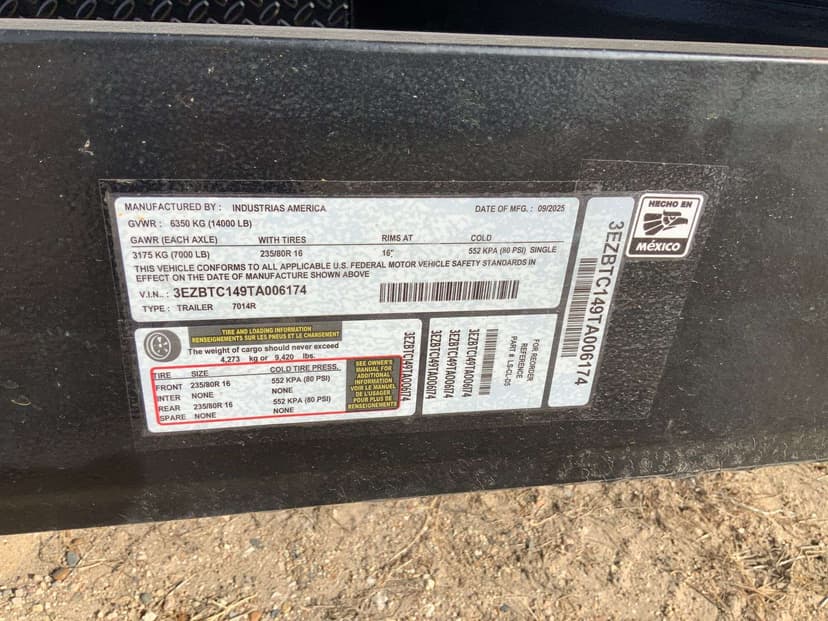 MANUFACTURED BY : INDUSTRIAS AMERICA DATE OF MFG. : 09/2025
GVWR : 6350 KG (14000 LB)
GAWR (EACH AXLE) WITH TIRES RIMS AT COLD
3175 KG (7000 LB) 235/80R 16 16" 552 KPA (80 PSI) SINGLE
THIS VEHICLE CONFORMS TO ALL APPLICABLE U.S. FEDERAL MOTOR VEHICLE SAFETY STANDARDS IN
EFFECT ON THE DATE OF MANUFACTURE SHOWN ABOVE
V.I.N. : 3EZBTC149TA006174
TYPE : TRAILER 7014R
TIRE AND LOADING INFORMATION
RENSEIGNEMENTS SUR LES PNEUS ET LE CHARGEMENT
The weight of cargo should never exceed
4,273 kg or 9,420 lbs.
TIRE SIZE COLD TIRE PRESS.
FRONT 235/80R 16 552 KPA (80 PSI)
INTER NONE NONE
REAR 235/80R 16 552 KPA (80 PSI)
SPARE NONE NONE
SEE OWNER'S
MANUAL FOR
ADDITIONAL
INFORMATION
VOIR LE MANUEL
DE L'USAGER
POUR PLUS DE
RENSEIGNEMENTS
3EZBTC149TA006174
3EZBTC149TA006174
3EZBTC149TA006174
3EZBTC149TA006174
FOR REORDER
REFERENCE
PART # LS-CL-05
3EZBTC149TA006174
HECHO EN
MÉXICO